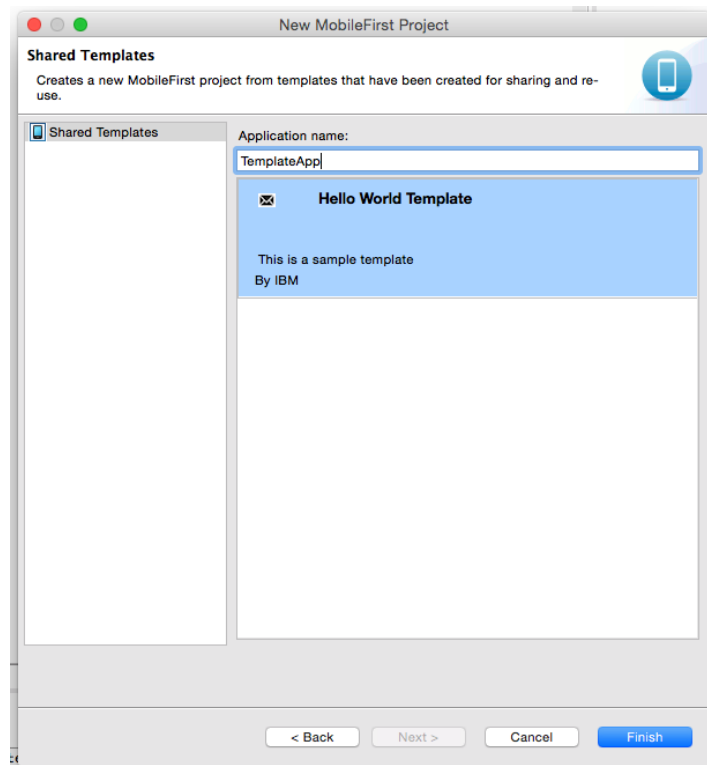 New MobileFirst Project
Shared Templates
Creates a new MobileFirst project from templates that have been created for sharing and re-
use.
Shared Templates
Application name:
TemplateApp
Hello World Template
This is a sample template
By IBM
< Back
Next >
Cancel
Finish